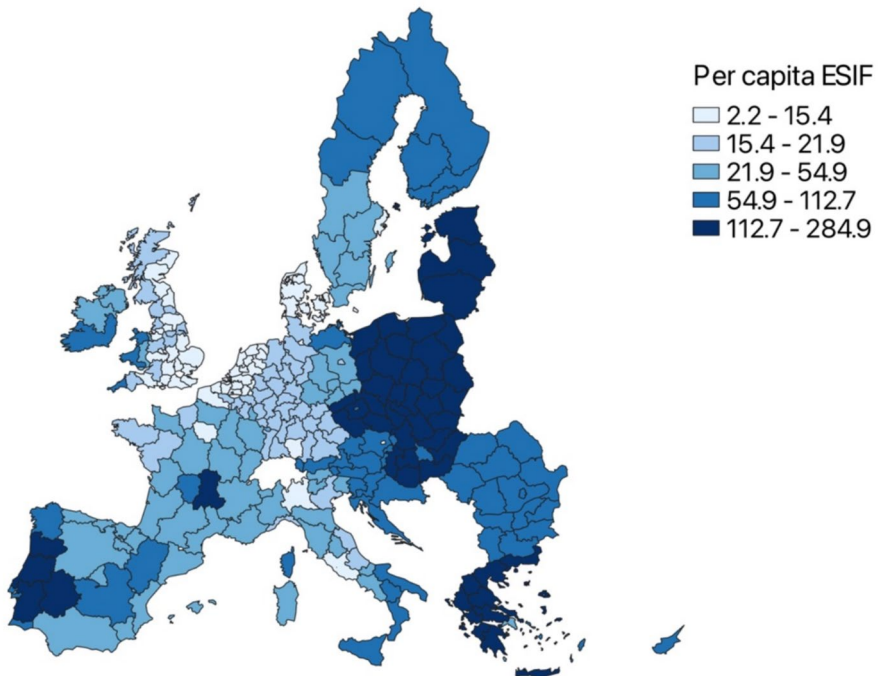 Per capita ESIF
2.2 - 15.4
15.4 - 21.9
21.9 - 54.9
54.9 - 112.7
112.7 - 284.9